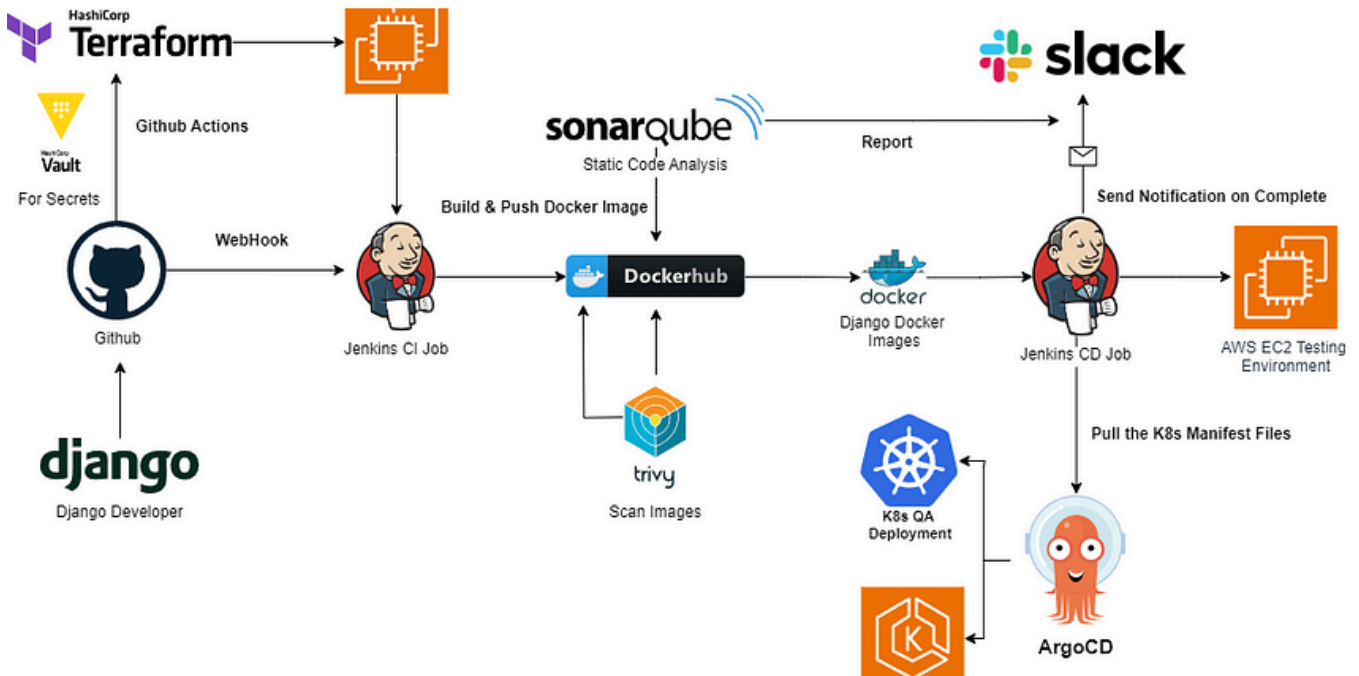 HashiCorp
Terraform
Github Actions
HashiCorp
Vault
For Secrets
WebHook
Github
django
Django Developer
Jenkins CI Job
Build & Push Docker Image
sonarqube
Static Code Analysis
Report
slack
Send Notification on Complete
Dockerhub
docker
Django Docker
Images
Jenkins CD Job
AWS EC2 Testing
Environment
trivy
Scan Images
Pull the K8s Manifest Files
K8s QA
Deployment
K
ArgoCD